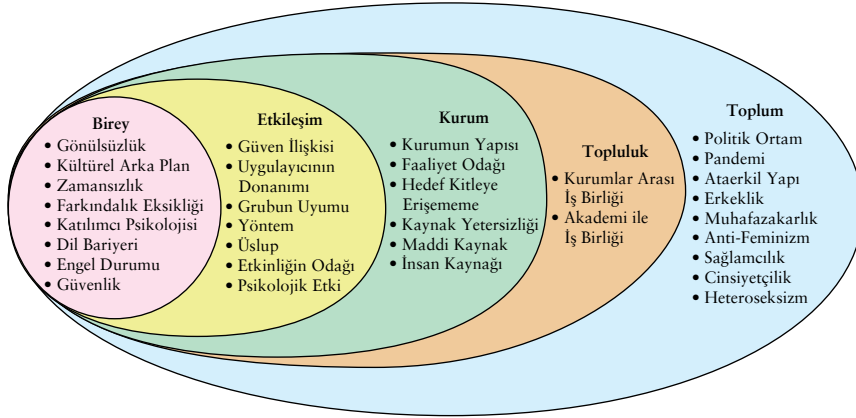 Birey
• Gönülsüzlük
• Kültürel Arka Plan
• Zamansızlık
• Farkındalık Eksikliği
• Katılımcı Psikolojisi
• Dil Bariyeri
• Engel Durumu
• Güvenlik
Etkileşim
• Güven İlişkisi
• Uygulayıcının
Donanımı
• Grubun Uyumu
• Yöntem
• Üslup
• Etkinliğin Odağı
• Psikolojik Etki
Kurum
• Kurumun Yapısı
• Faaliyet Odağı
• Hedef Kitleye
Erişememe
• Kaynak Yetersizliği
• Maddi Kaynak
• İnsan Kaynağı
Topluluk
• Kurumlar Arası
İş Birliği
• Akademi ile
İş Birliği
Toplum
• Politik Ortam
• Pandemi
• Ataerkil Yapı
• Erkeklik
• Muhafazakarlık
• Anti-Feminizm
• Sağlamcılık
• Cinsiyetçilik
• Heteroseksizm